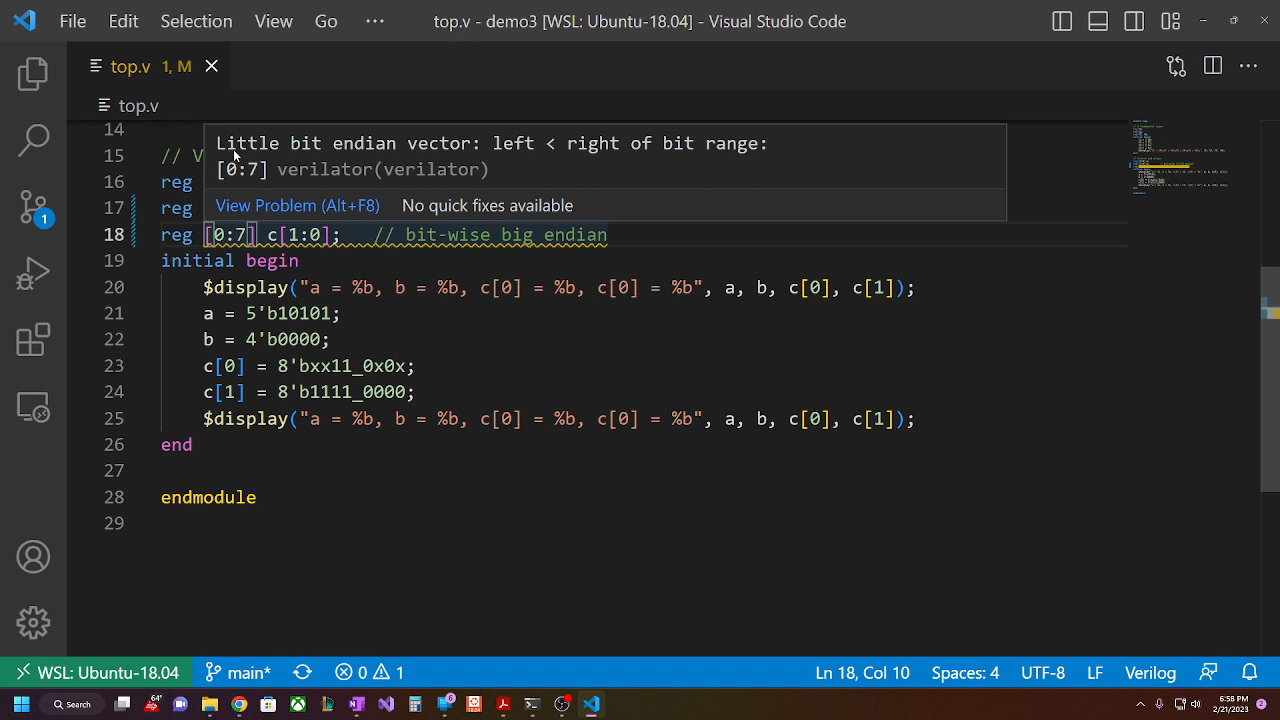 File Edit Selection View Go ··· top.v - demo3 [WSL: Ubuntu-18.04] - Visual Studio Code
top.v 1, M
top.v
14
Little bit endian vector: left < right of bit range:
[0:7] verilator(verilator)
View Problem (Alt+F8) No quick fixes available
15 // V
16 reg
17 reg
18 reg [0:7] c[1:0]; // bit-wise big endian
19 initial begin
20 $display("a = %b, b = %b, c[0] = %b, c[0] = %b", a, b, c[0], c[1]);
21 a = 5'b10101;
22 b = 4'b0000;
23 c[0] = 8'bxx11_0x0x;
24 c[1] = 8'b1111_0000;
25 $display("a = %b, b = %b, c[0] = %b, c[0] = %b", a, b, c[0], c[1]);
26 end
27
28 endmodule
29
1
WSL: Ubuntu-18.04 main* 0 1 Ln 18, Col 10 Spaces: 4 UTF-8 LF Verilog
Search 64° 6 6:58 PM
2/21/2023 2